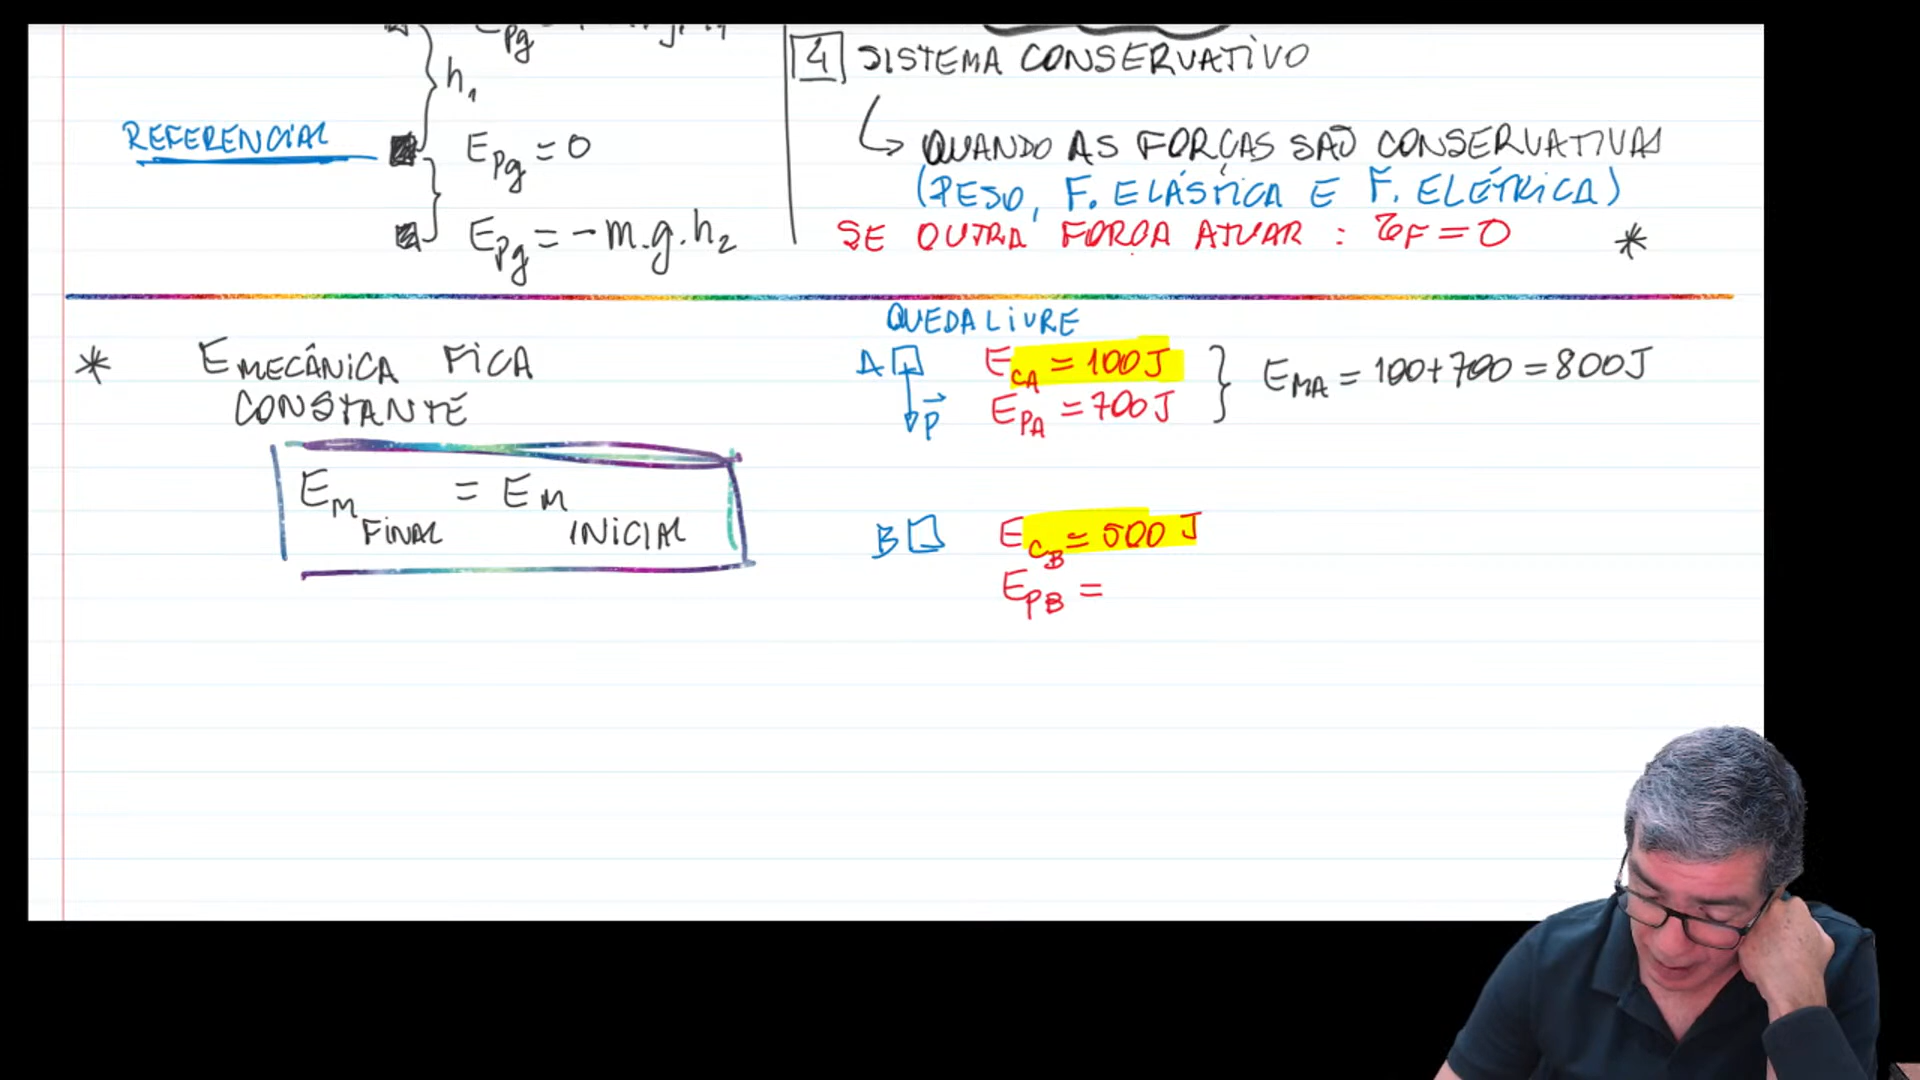 h₁
REFERENCIAL
Epg = 0
Epg = - m.g.h₂
4 SISTEMA CONSERVATIVO
QUANDO AS FORÇAS SÃO CONSERVATIVAS
(PESO, F. ELÁSTICA E F. ELÉTRICA)
SE OUTRA FORÇA ATUAR : τF = 0 *
* EMECÂNICA FICA
CONSTANTE
EM FINAL = EM INICIAL
QUEDA LIVRE
A ECA = 100 J
EPA = 700 J
P
EMA = 100 + 700 = 800 J
B ECB = 500 J
EPB =